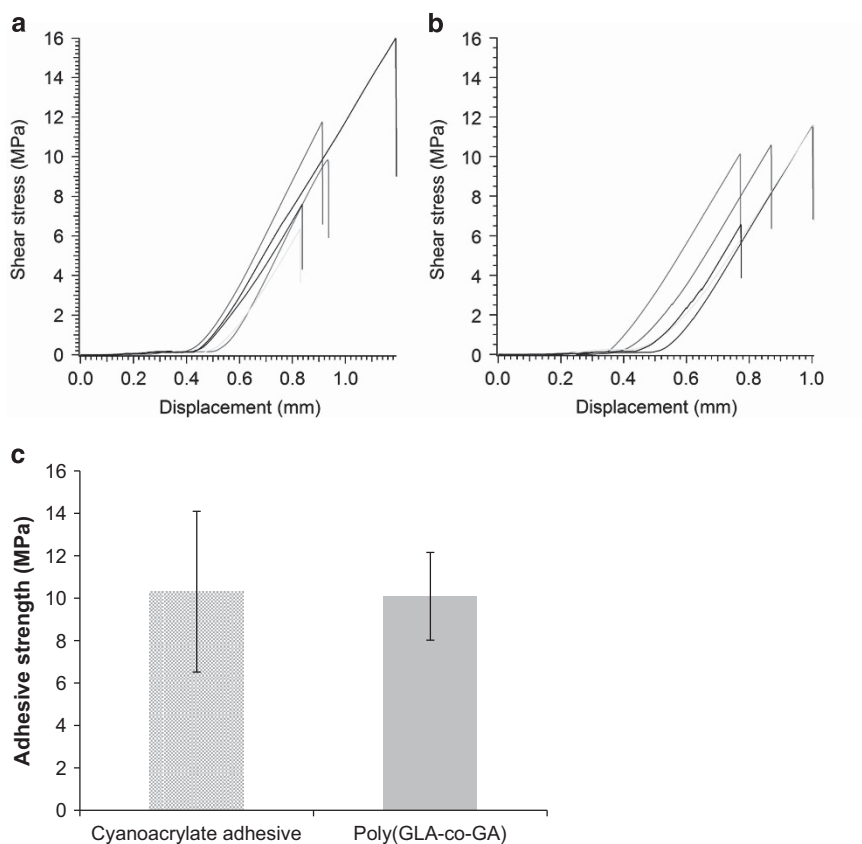 a
16
14
12
10
8
6
4
2
0
Shear stress (MPa)
0.0 0.2 0.4 0.6 0.8 1.0
Displacement (mm)
b
16
14
12
10
8
6
4
2
0
Shear stress (MPa)
0.0 0.2 0.4 0.6 0.8 1.0
Displacement (mm)
c
16
14
12
10
8
6
4
2
0
Adhesive strength (MPa)
Cyanoacrylate adhesive Poly(GLA-co-GA)